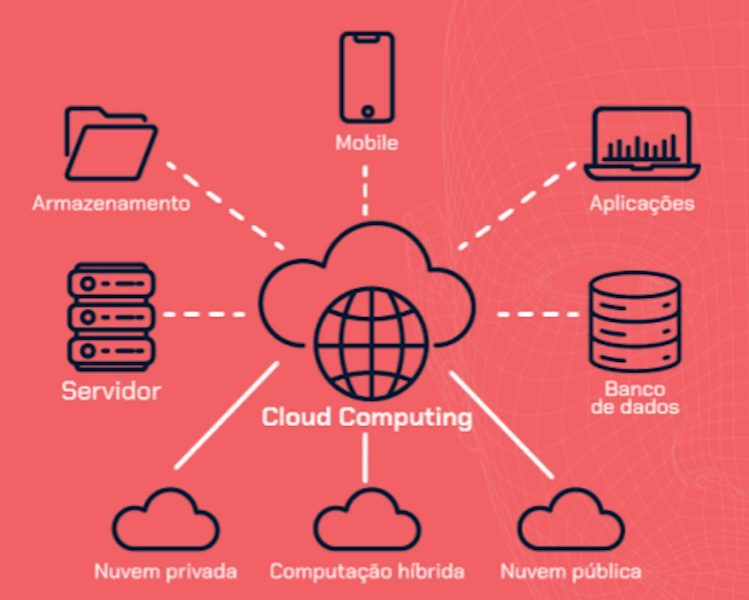 Mobile
Armazenamento
Aplicações
Servidor
Banco
de dados
Cloud Computing
Nuvem privada
Computação híbrida
Nuvem pública